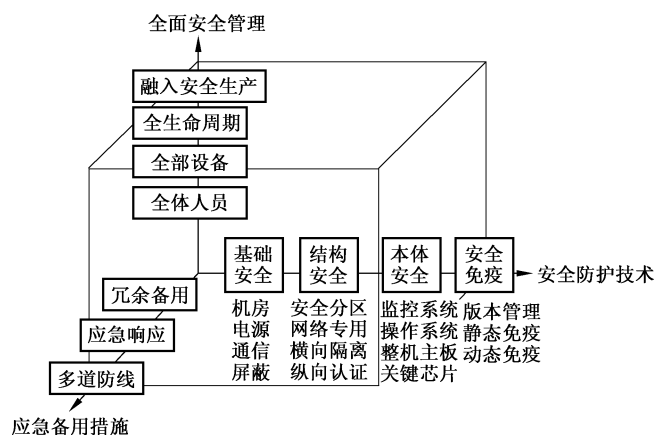 全面安全管理
融入安全生产
全生命周期
全部设备
全体人员
基础
安全
结构
安全
本体
安全
安全
免疫
安全防护技术
机房
电源
通信
屏蔽
安全分区
网络专用
横向隔离
纵向认证
监控系统
操作系统
整机主板
关键芯片
版本管理
静态免疫
动态免疫
冗余备用
应急响应
多道防线
应急备用措施